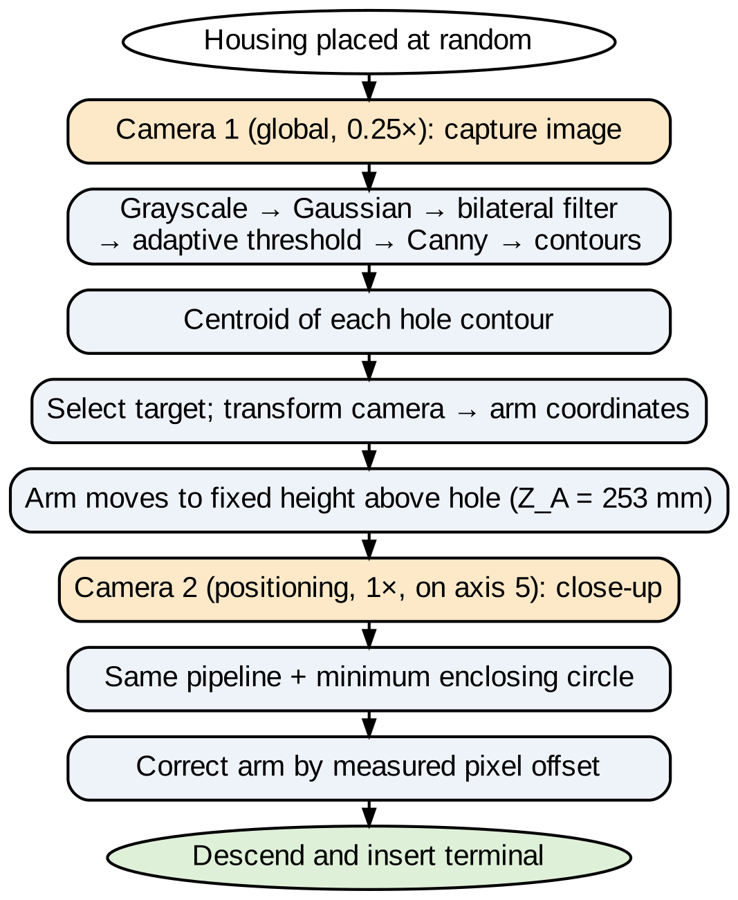 Housing placed at random
Camera 1 (global, 0.25×): capture image
Grayscale → Gaussian → bilateral filter
→ adaptive threshold → Canny → contours
Centroid of each hole contour
Select target; transform camera → arm coordinates
Arm moves to fixed height above hole (Z_A = 253 mm)
Camera 2 (positioning, 1×, on axis 5): close-up
Same pipeline + minimum enclosing circle
Correct arm by measured pixel offset
Descend and insert terminal